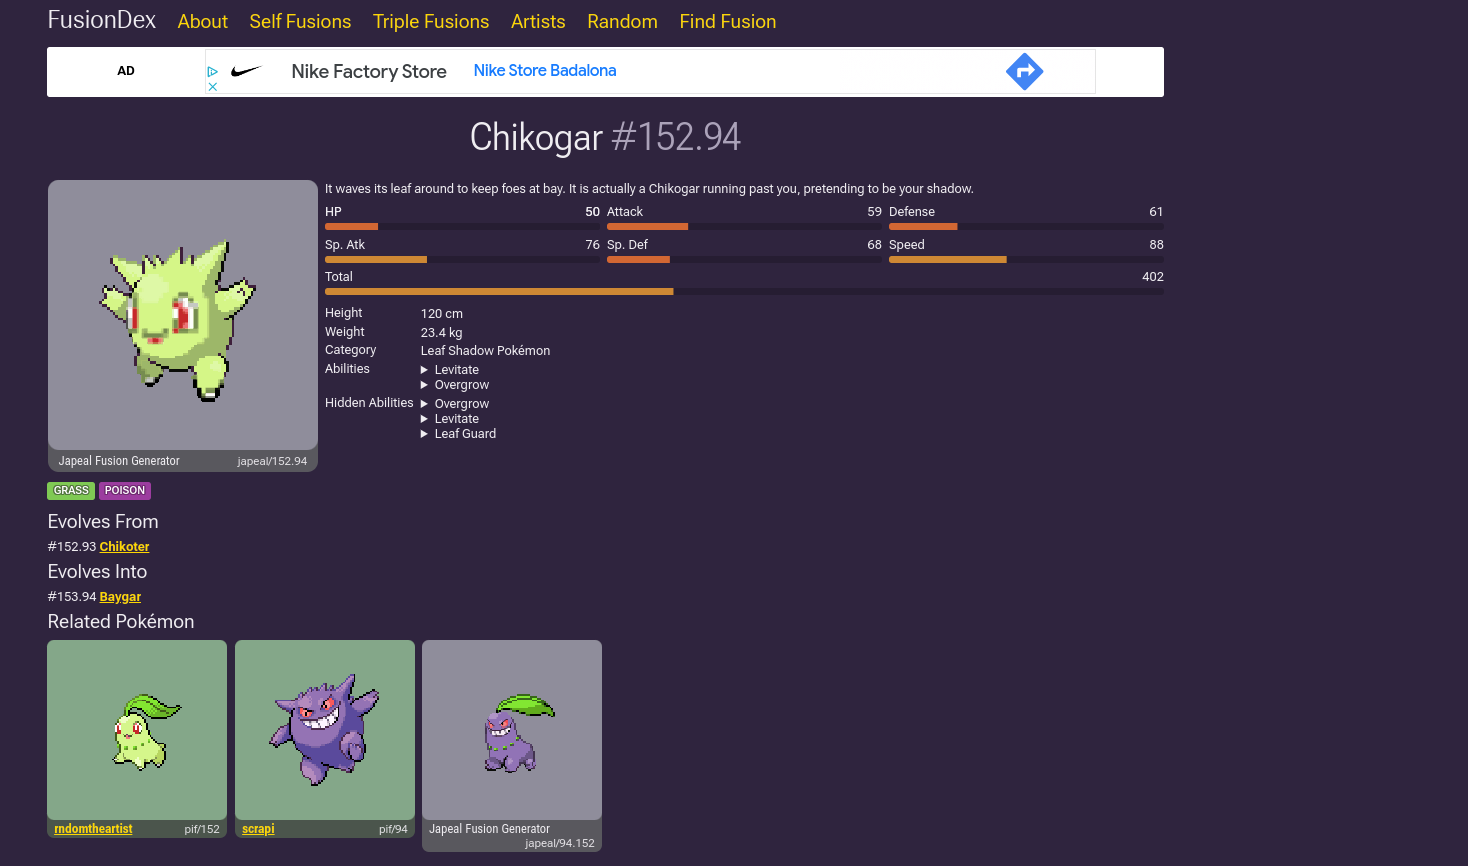 FusionDex About Self Fusions Triple Fusions Artists Random Find Fusion
AD Nike Factory Store Nike Store Badalona
Chikogar #152.94
It waves its leaf around to keep foes at bay. It is actually a Chikogar running past you, pretending to be your shadow.
HP 50 Attack 59 Defense 61
Sp. Atk 76 Sp. Def 68 Speed 88
Total 402
Height 120 cm
Weight 23.4 kg
Category Leaf Shadow Pokémon
Abilities Levitate
Overgrow
Hidden Abilities Overgrow
Levitate
Leaf Guard
Japeal Fusion Generator japeal/152.94
GRASS POISON
Evolves From
#152.93 Chikoter
Evolves Into
#153.94 Baygar
Related Pokémon
rndomtheartist pif/152 scrapi pif/94 Japeal Fusion Generator
japeal/94.152